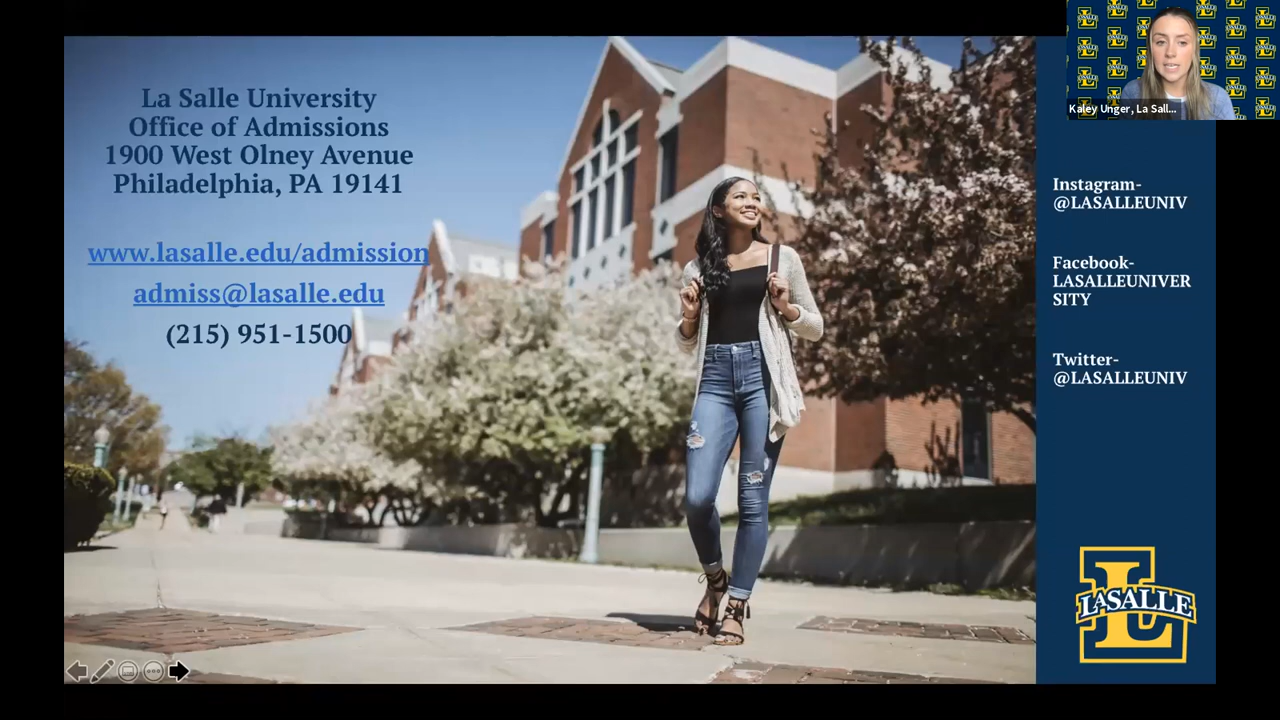 La Salle University
Office of Admissions
1900 West Olney Avenue
Philadelphia, PA 19141
www.lasalle.edu/admission
admiss@lasalle.edu
(215) 951-1500
Kaley Unger, La Sall...
Instagram-
@LASALLEUNIV
Facebook-
LASALLEUNIVER
SITY
Twitter-
@LASALLEUNIV
L
LASALLE